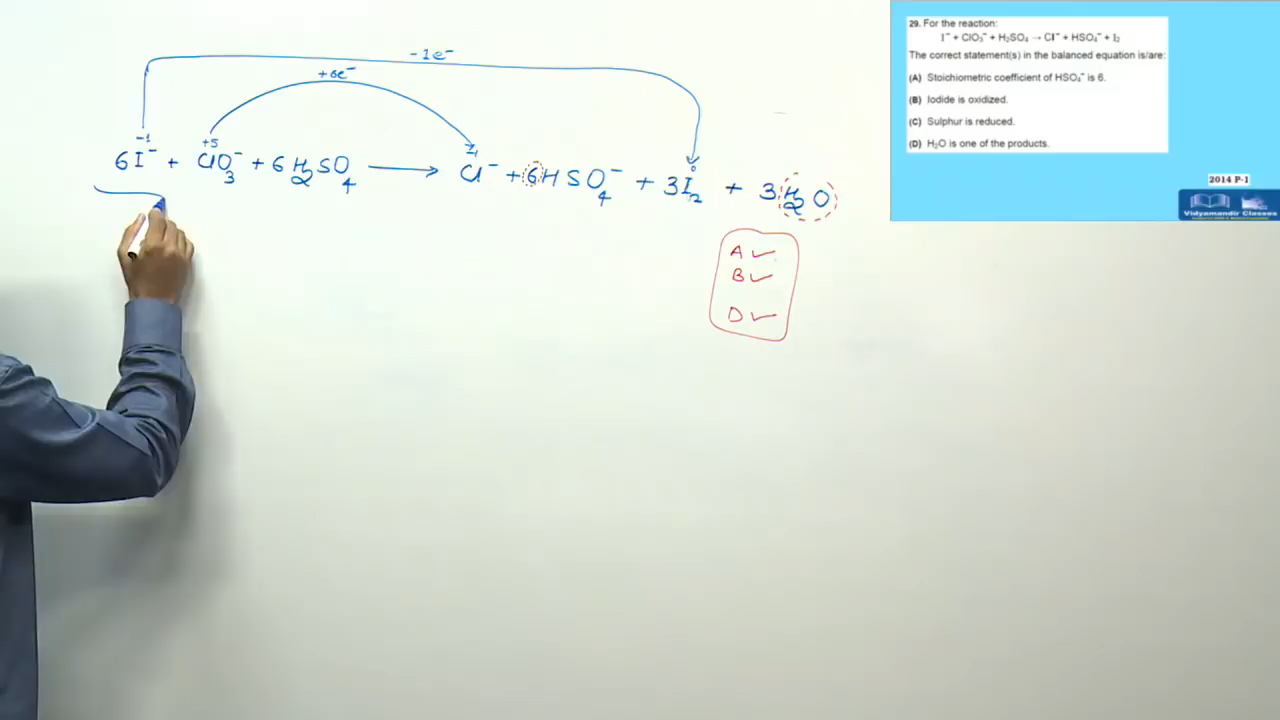 29. For the reaction:
I⁻ + ClO₃⁻ + H₂SO₄ → Cl⁻ + HSO₄⁻ + I₂
The correct statement(s) in the balanced equation is/are:
(A) Stoichiometric coefficient of HSO₄⁻ is 6.
(B) Iodide is oxidized.
(C) Sulphur is reduced.
(D) H₂O is one of the products.
2014 P-1
Vidyamandir Classes
-1e⁻
+6e⁻
-1 +5 -1 0
6I⁻ + ClO₃⁻ + 6H₂SO₄ → Cl⁻ + 6HSO₄⁻ + 3I₂ + 3H₂O
A ✓
B ✓
D ✓